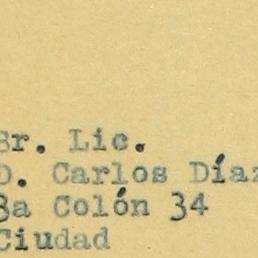 Sr. Lic.
D. Carlos Díaz
3a Colón 34
Ciudad